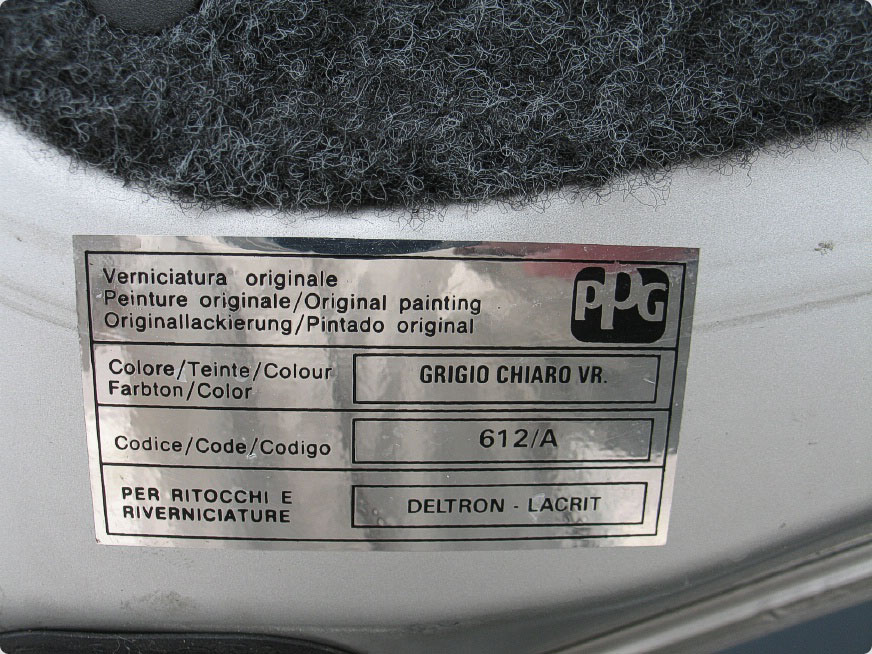 Verniciatura originale
Peinture originale/Original painting
Originallackierung/Pintado original
PPG
Colore/Teinte/Colour
Farbton/Color
GRIGIO CHIARO VR.
Codice/Code/Codigo
612/A
PER RITOCCHI E
RIVERNICIATURE
DELTRON - LACRIT